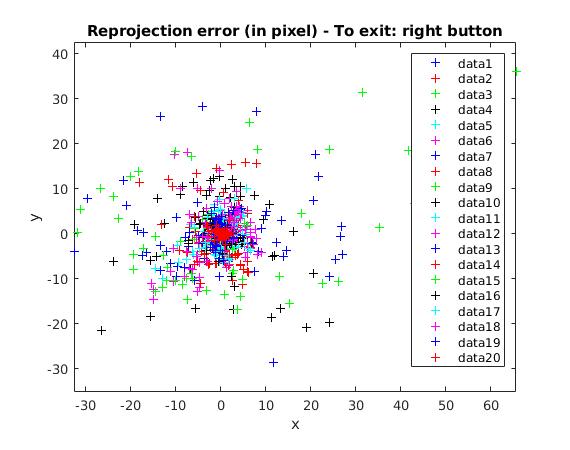 Reprojection error (in pixel) - To exit: right button
40
30
20
10
0
-10
-20
-30
y
-30
-20
-10
0
10
20
30
40
50
60
x
data1
data2
data3
data4
data5
data6
data7
data8
data9
data10
data11
data12
data13
data14
data15
data16
data17
data18
data19
data20